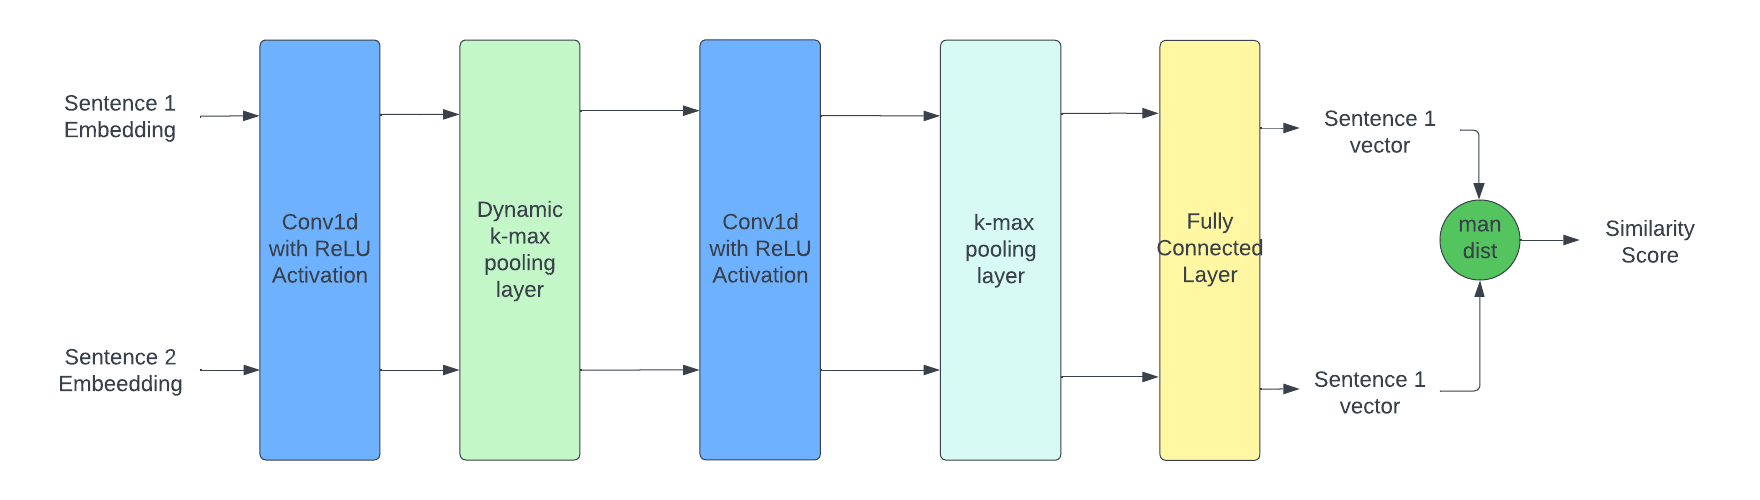 Sentence 1
Embedding
Sentence 2
Embeedding
Conv1d
with ReLU
Activation
Dynamic
k-max
pooling
layer
Conv1d
with ReLU
Activation
k-max
pooling
layer
Fully
Connected
Layer
Sentence 1
vector
Sentence 1
vector
man
dist
Similarity
Score